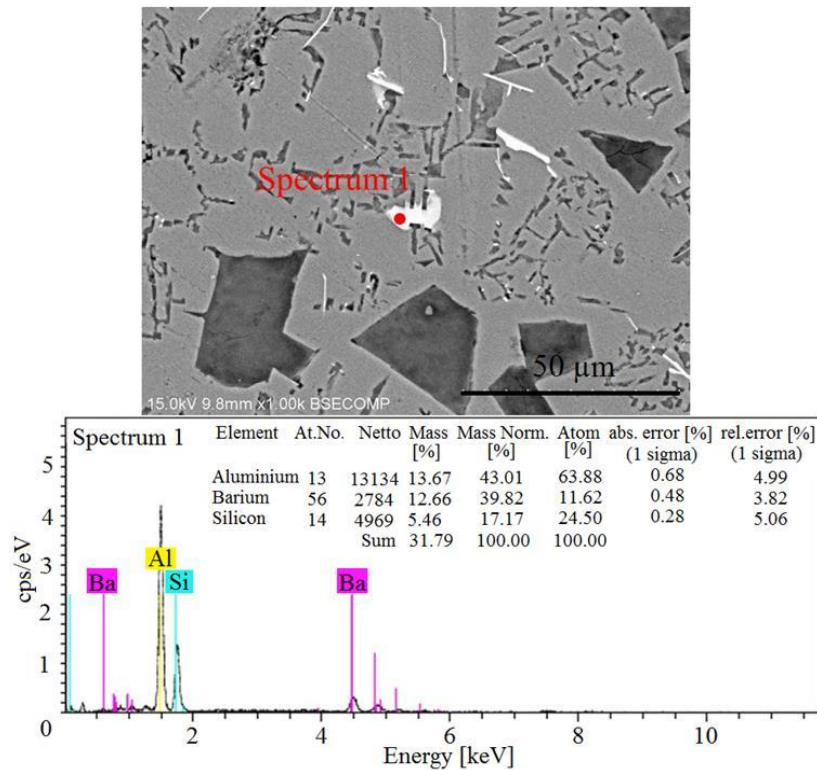 Spectrum 1
50 µm
15.0kV 9.8mm x1.00k BSECOMP
Spectrum 1
Element At.No. Netto Mass [%] Mass Norm. [%] Atom [%] abs. error [%] (1 sigma) rel.error [%] (1 sigma)
Aluminium 13 13134 13.67 43.01 63.88 0.68 4.99
Barium 56 2784 12.66 39.82 11.62 0.48 3.82
Silicon 14 4969 5.46 17.17 24.50 0.28 5.06
Sum 31.79 100.00 100.00
cps/eV
5
4
3
2
1
0
Ba
Al
Si
Ba
2 4 6 8 10
Energy [keV]